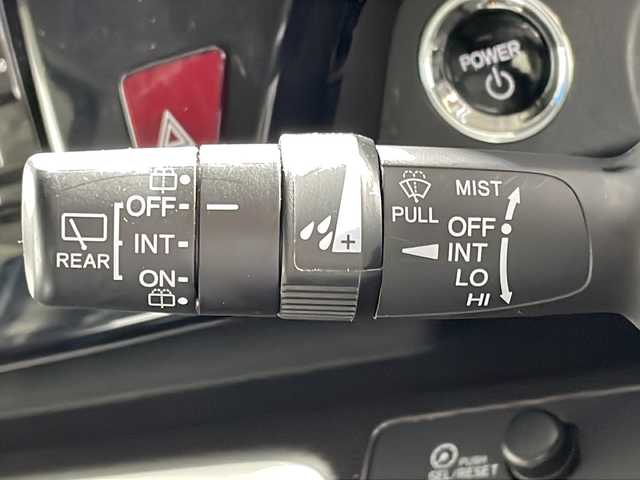 POWER
MIST
PULL
OFF
INT
LO
HI
REAR
OFF
INT
ON
+
PUSH
SEL/RESET